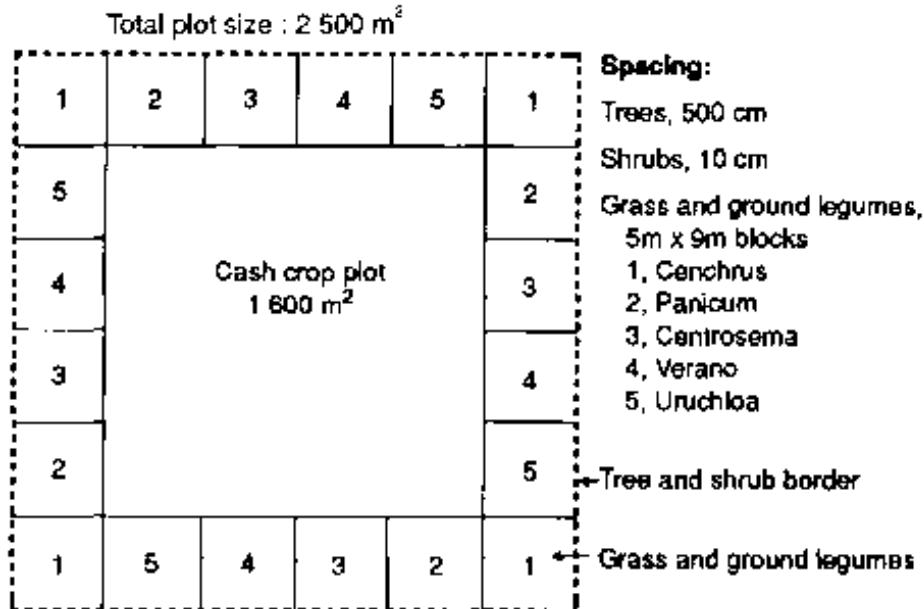 Total plot size : 2 500 m²
1 2 3 4 5 1
5 2
4 3
3 4
2 5
1 5 4 3 2 1
Cash crop plot
1 600 m²
Spacing:
Trees, 500 cm
Shrubs, 10 cm
Grass and ground legumes,
5m x 9m blocks
1, Cenchrus
2, Panicum
3, Centrosema
4, Verano
5, Uruchloa
Tree and shrub border
Grass and ground legumes